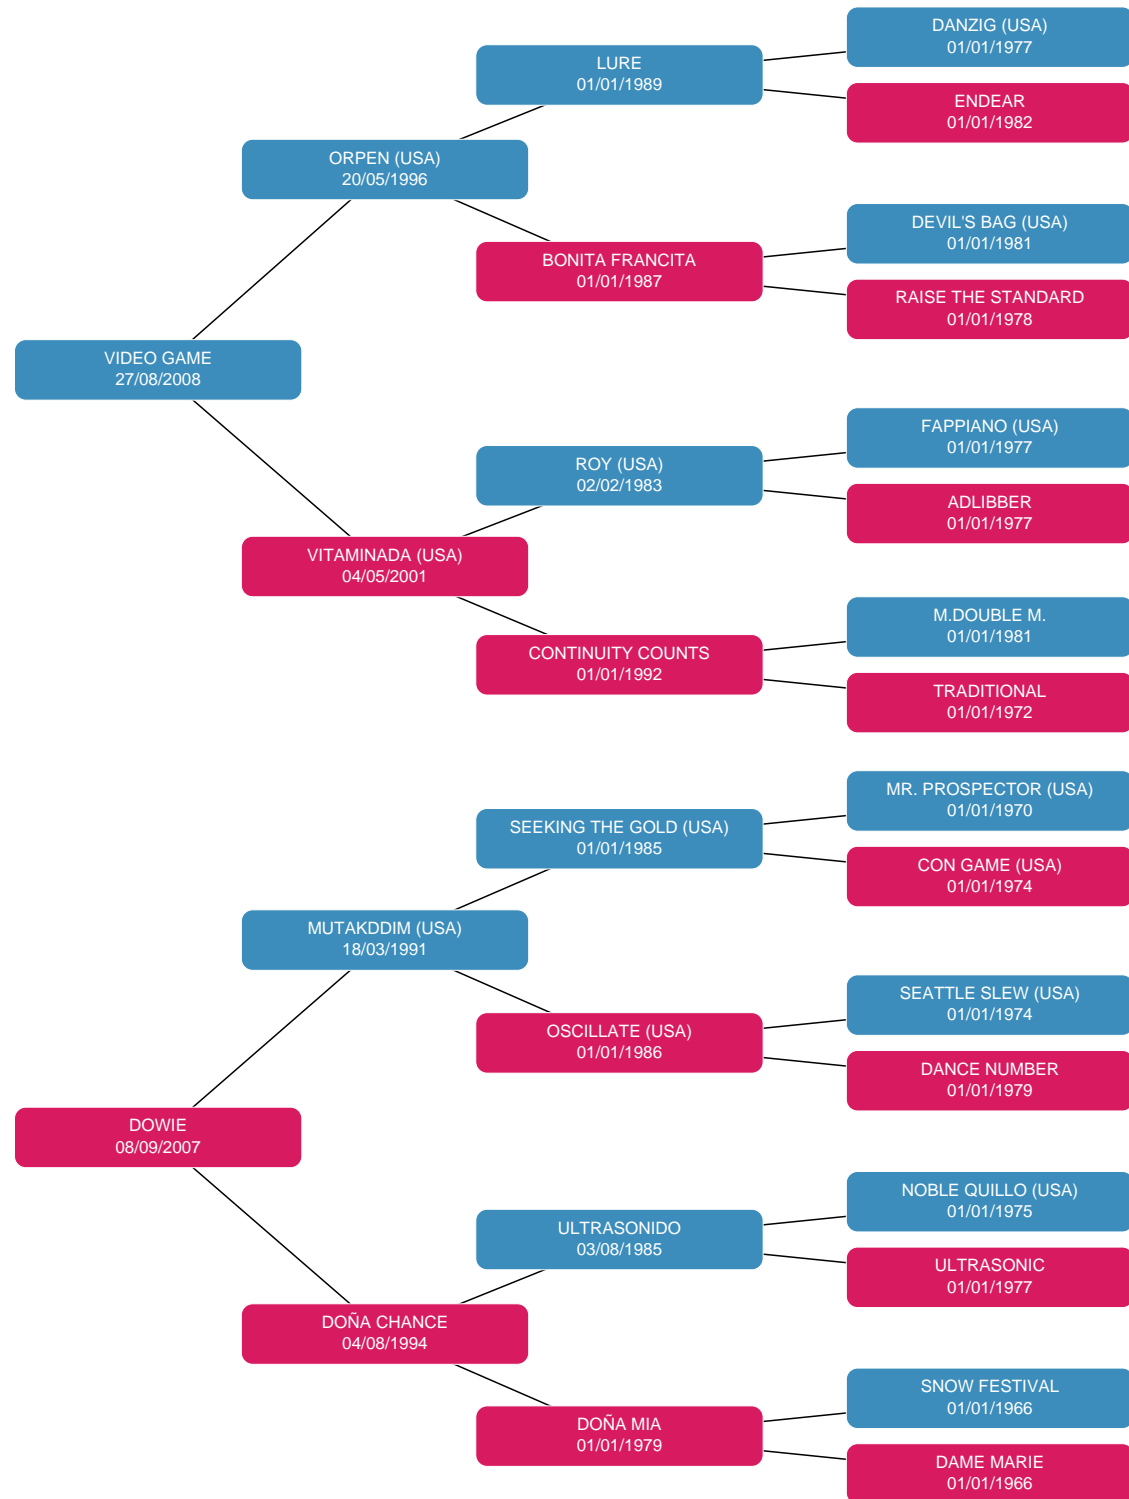 DANZIG (USA)
01/01/1977
LURE
01/01/1989
ENDEAR
01/01/1982
ORPEN (USA)
20/05/1996
DEVIL'S BAG (USA)
01/01/1981
BONITA FRANCITA
01/01/1987
RAISE THE STANDARD
01/01/1978
VIDEO GAME
27/08/2008
FAPPIANO (USA)
01/01/1977
ROY (USA)
02/02/1983
ADLIBBER
01/01/1977
VITAMINADA (USA)
04/05/2001
M.DOUBLE M.
01/01/1981
CONTINUITY COUNTS
01/01/1992
TRADITIONAL
01/01/1972
MR. PROSPECTOR (USA)
01/01/1970
SEEKING THE GOLD (USA)
01/01/1985
CON GAME (USA)
01/01/1974
MUTAKDDIM (USA)
18/03/1991
SEATTLE SLEW (USA)
01/01/1974
OSCILLATE (USA)
01/01/1986
DANCE NUMBER
01/01/1979
DOWIE
08/09/2007
NOBLE QUILLO (USA)
01/01/1975
ULTRASONIDO
03/08/1985
ULTRASONIC
01/01/1977
DOÑA CHANCE
04/08/1994
SNOW FESTIVAL
01/01/1966
DOÑA MIA
01/01/1979
DAME MARIE
01/01/1966